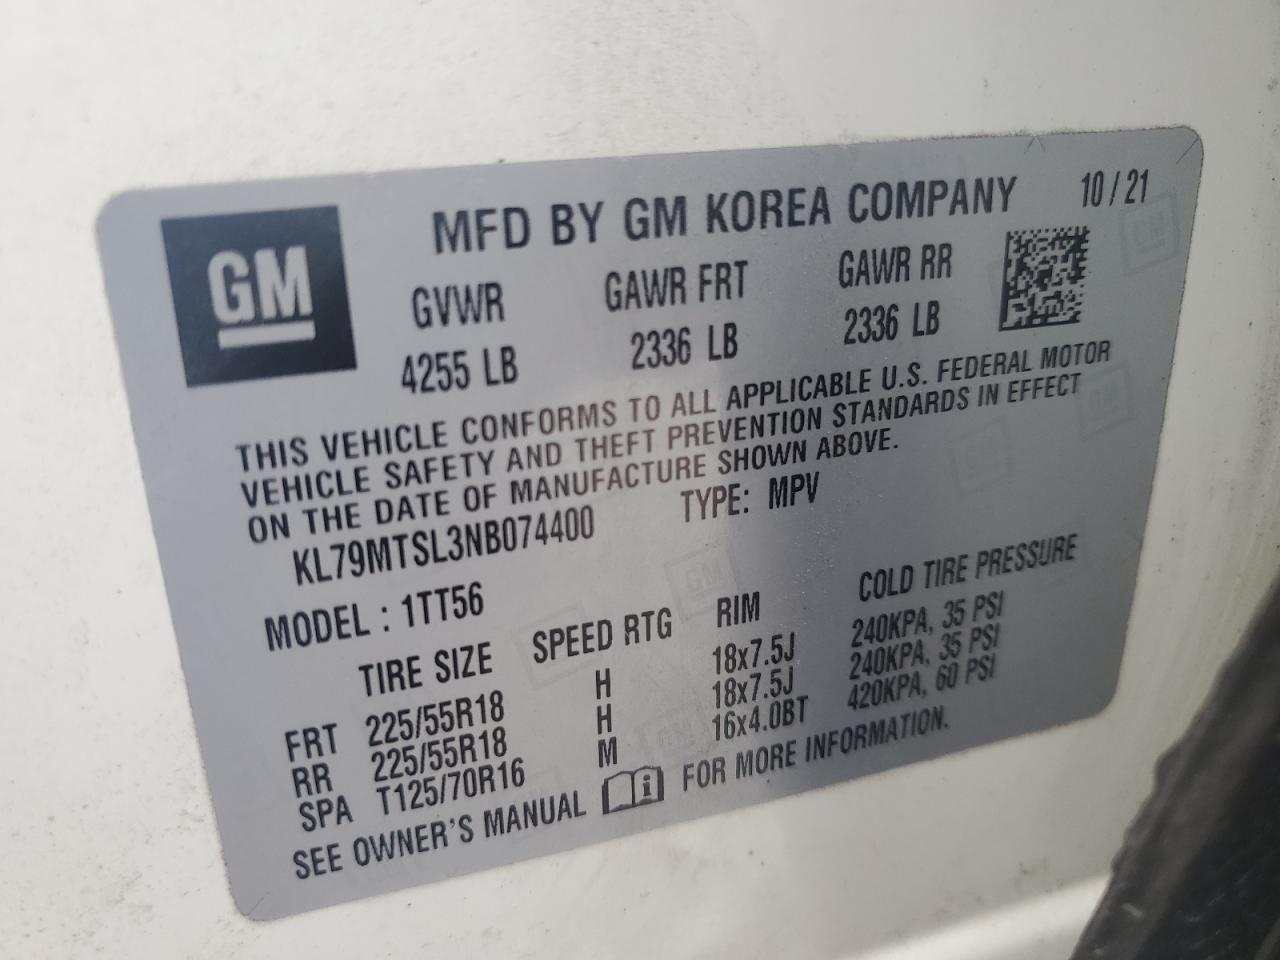 GM
MFD BY GM KOREA COMPANY 10/21
GVWR GAWR FRT GAWR RR
4255 LB 2336 LB 2336 LB
THIS VEHICLE CONFORMS TO ALL APPLICABLE U.S. FEDERAL MOTOR
VEHICLE SAFETY AND THEFT PREVENTION STANDARDS IN EFFECT
ON THE DATE OF MANUFACTURE SHOWN ABOVE.
KL79MTSL3NB074400 TYPE: MPV
MODEL : 1TT56
TIRE SIZE SPEED RTG RIM COLD TIRE PRESSURE
FRT 225/55R18 H 18x7.5J 240KPA, 35 PSI
RR 225/55R18 H 18x7.5J 240KPA, 35 PSI
SPA T125/70R16 M 16x4.0BT 420KPA, 60 PSI
SEE OWNER'S MANUAL FOR MORE INFORMATION.